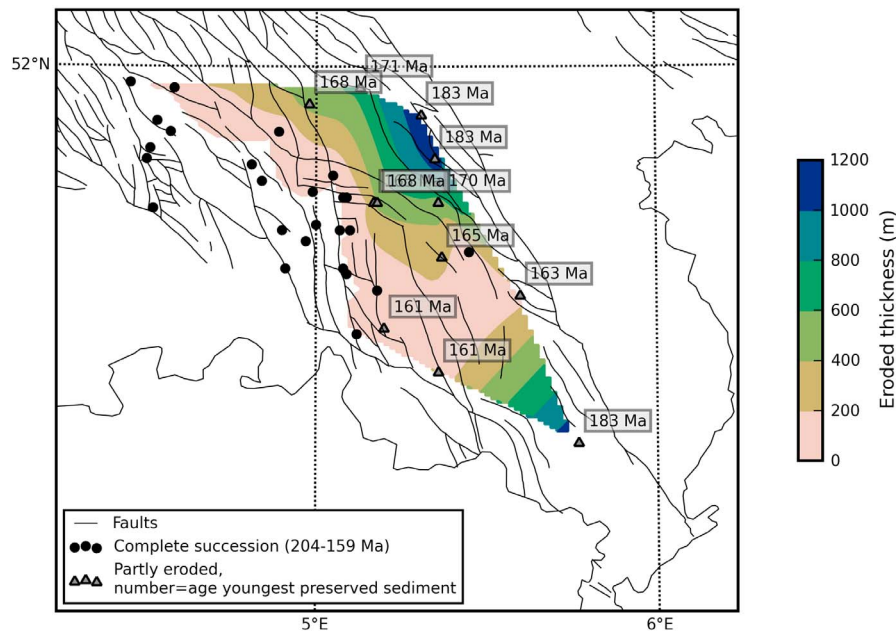 52°N
171 Ma
168 Ma
183 Ma
183 Ma
168 Ma
170 Ma
165 Ma
163 Ma
161 Ma
161 Ma
183 Ma
Faults
Complete succession (204-159 Ma)
Partly eroded,
number=age youngest preserved sediment
5°E
6°E
1200
1000
800
600
400
200
0
Eroded thickness (m)